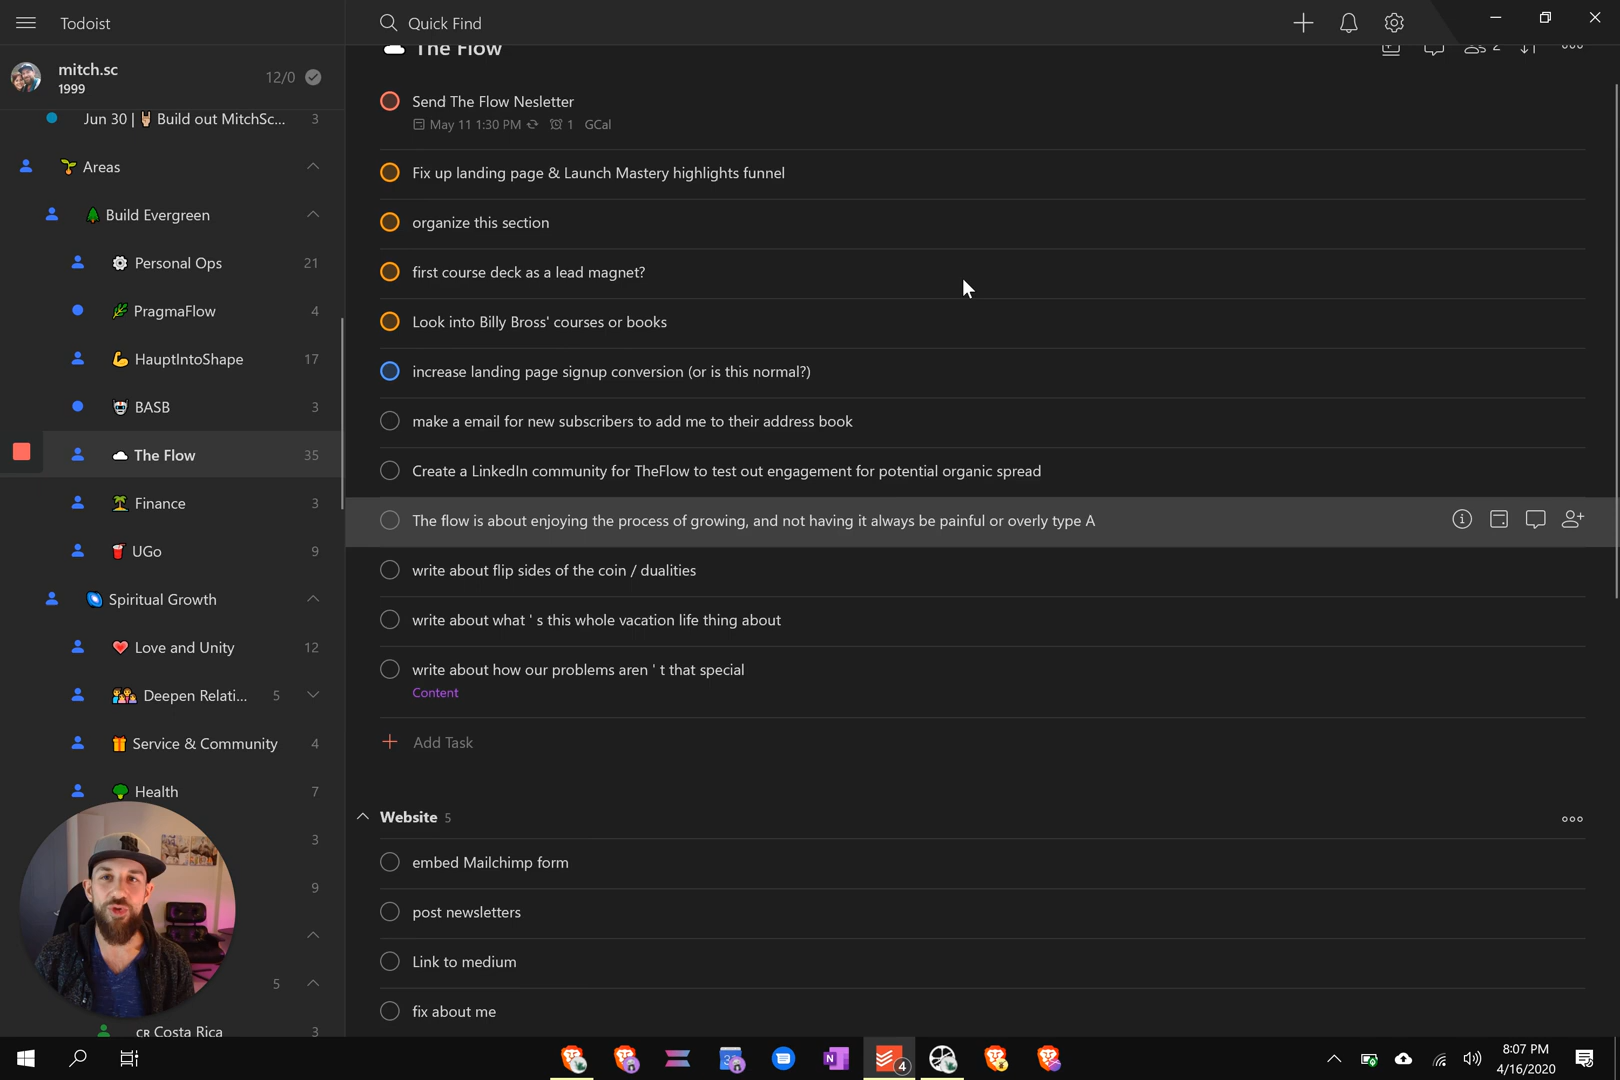 Todoist
Quick Find
mitch.sc
1999
12/0
Jun 30 | Build out MitchSc... 3
Areas
Build Evergreen
Personal Ops 21
PragmaFlow 4
HauptIntoShape 17
BASB 3
The Flow 35
Finance 3
UGo 9
Spiritual Growth
Love and Unity 12
Deepen Relati... 5
Service & Community 4
Health 7
3
9
5
CR Costa Rica 3
The Flow
2
Send The Flow Nesletter
May 11 1:30 PM 1 GCal
Fix up landing page & Launch Mastery highlights funnel
organize this section
first course deck as a lead magnet?
Look into Billy Bross' courses or books
increase landing page signup conversion (or is this normal?)
make a email for new subscribers to add me to their address book
Create a LinkedIn community for TheFlow to test out engagement for potential organic spread
The flow is about enjoying the process of growing, and not having it always be painful or overly type A
write about flip sides of the coin / dualities
write about what ' s this whole vacation life thing about
write about how our problems aren ' t that special
Content
Add Task
Website 5
embed Mailchimp form
post newsletters
Link to medium
fix about me
4
8:07 PM
4/16/2020